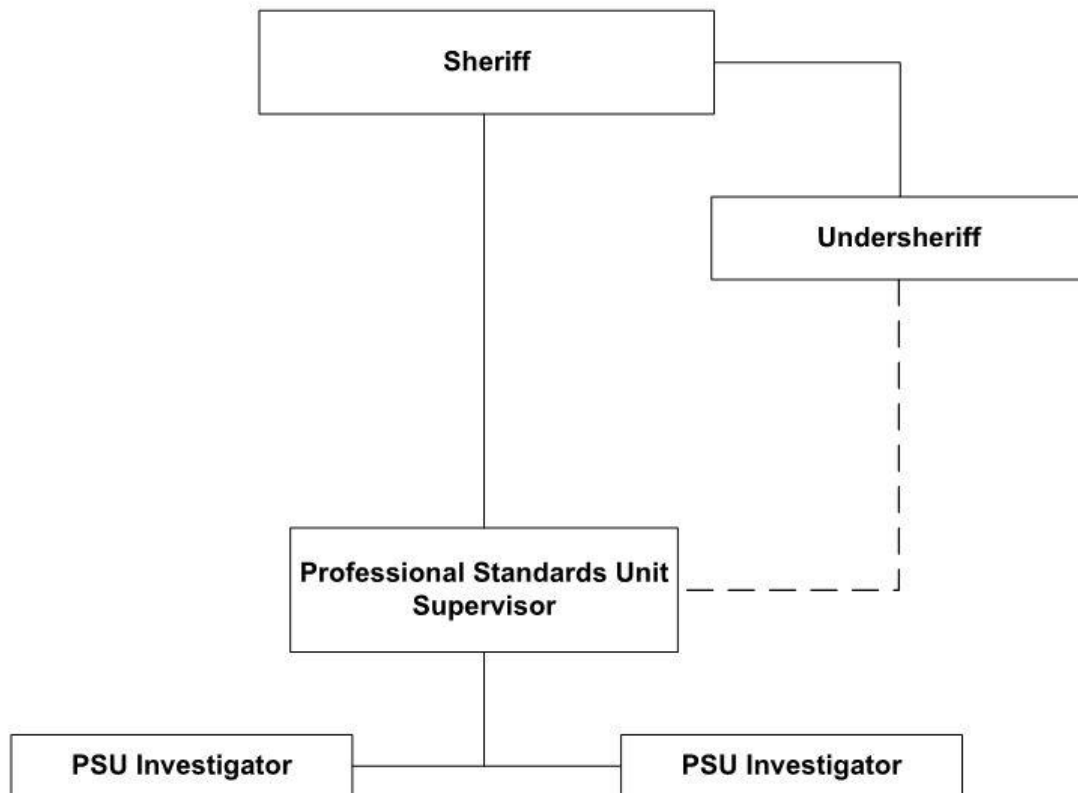 Sheriff
Undersheriff
Professional Standards Unit
Supervisor
PSU Investigator
PSU Investigator